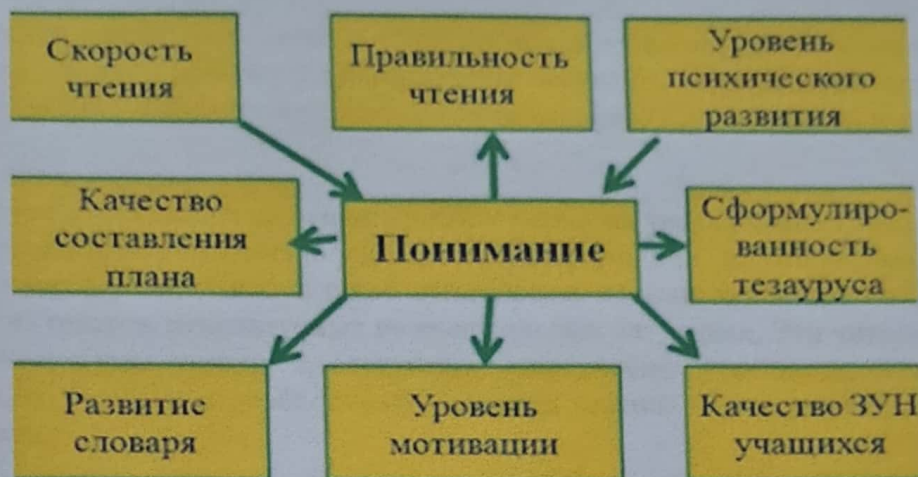 Скорость
чтения
Правильность
чтения
Уровень
психического
развития
Качество
составления
плана
Понимание
Сформулиро-
ванность
тезауруса
Развитие
словаря
Уровень
мотивации
Качество ЗУН
учащихся